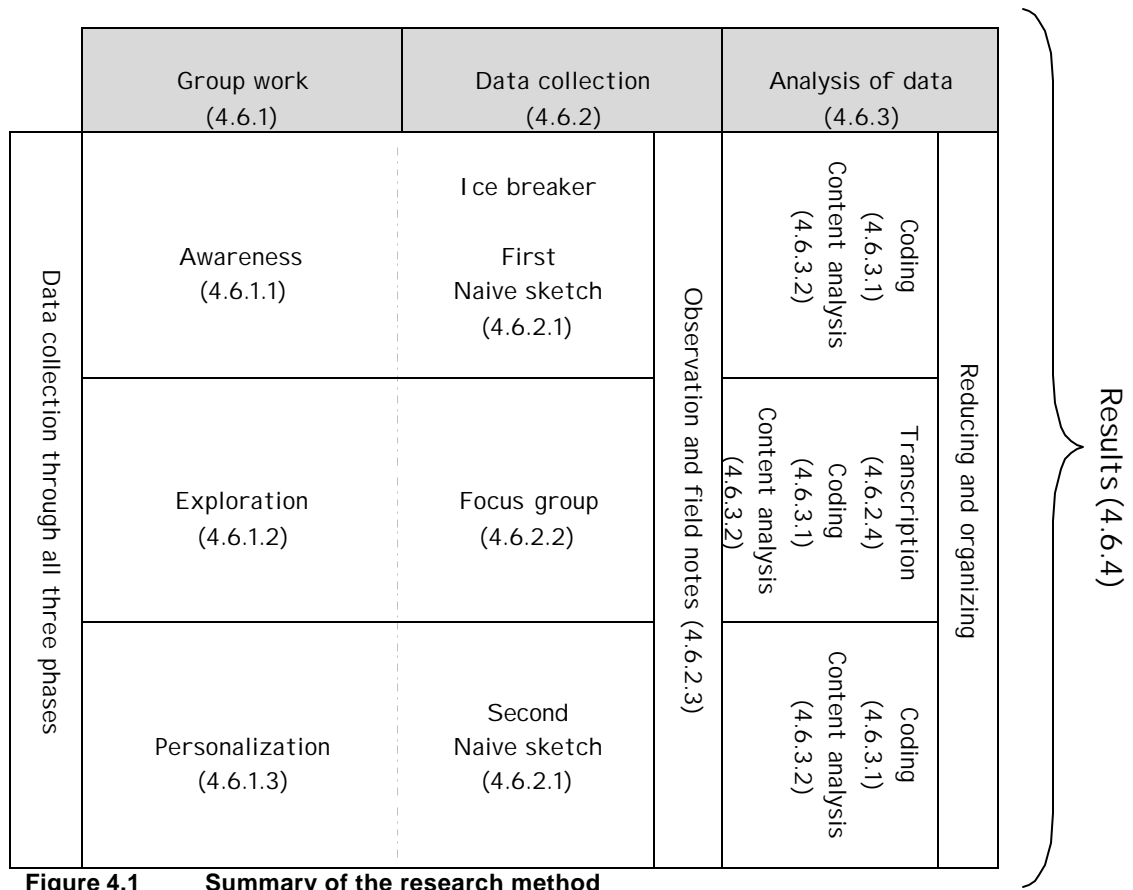 Group work
(4.6.1)
Data collection
(4.6.2)
Analysis of data
(4.6.3)
Data collection through all three phases
Awareness
(4.6.1.1)
Ice breaker
First
Naive sketch
(4.6.2.1)
Observation and field notes (4.6.2.3)
Coding
(4.6.3.1)
Content analysis
(4.6.3.2)
Reducing and organizing
Exploration
(4.6.1.2)
Focus group
(4.6.2.2)
Transcription
(4.6.2.4)
Coding
(4.6.3.1)
Content analysis
(4.6.3.2)
Personalization
(4.6.1.3)
Second
Naive sketch
(4.6.2.1)
Coding
(4.6.3.1)
Content analysis
(4.6.3.2)
Results (4.6.4)
Figure 4.1 Summary of the research method